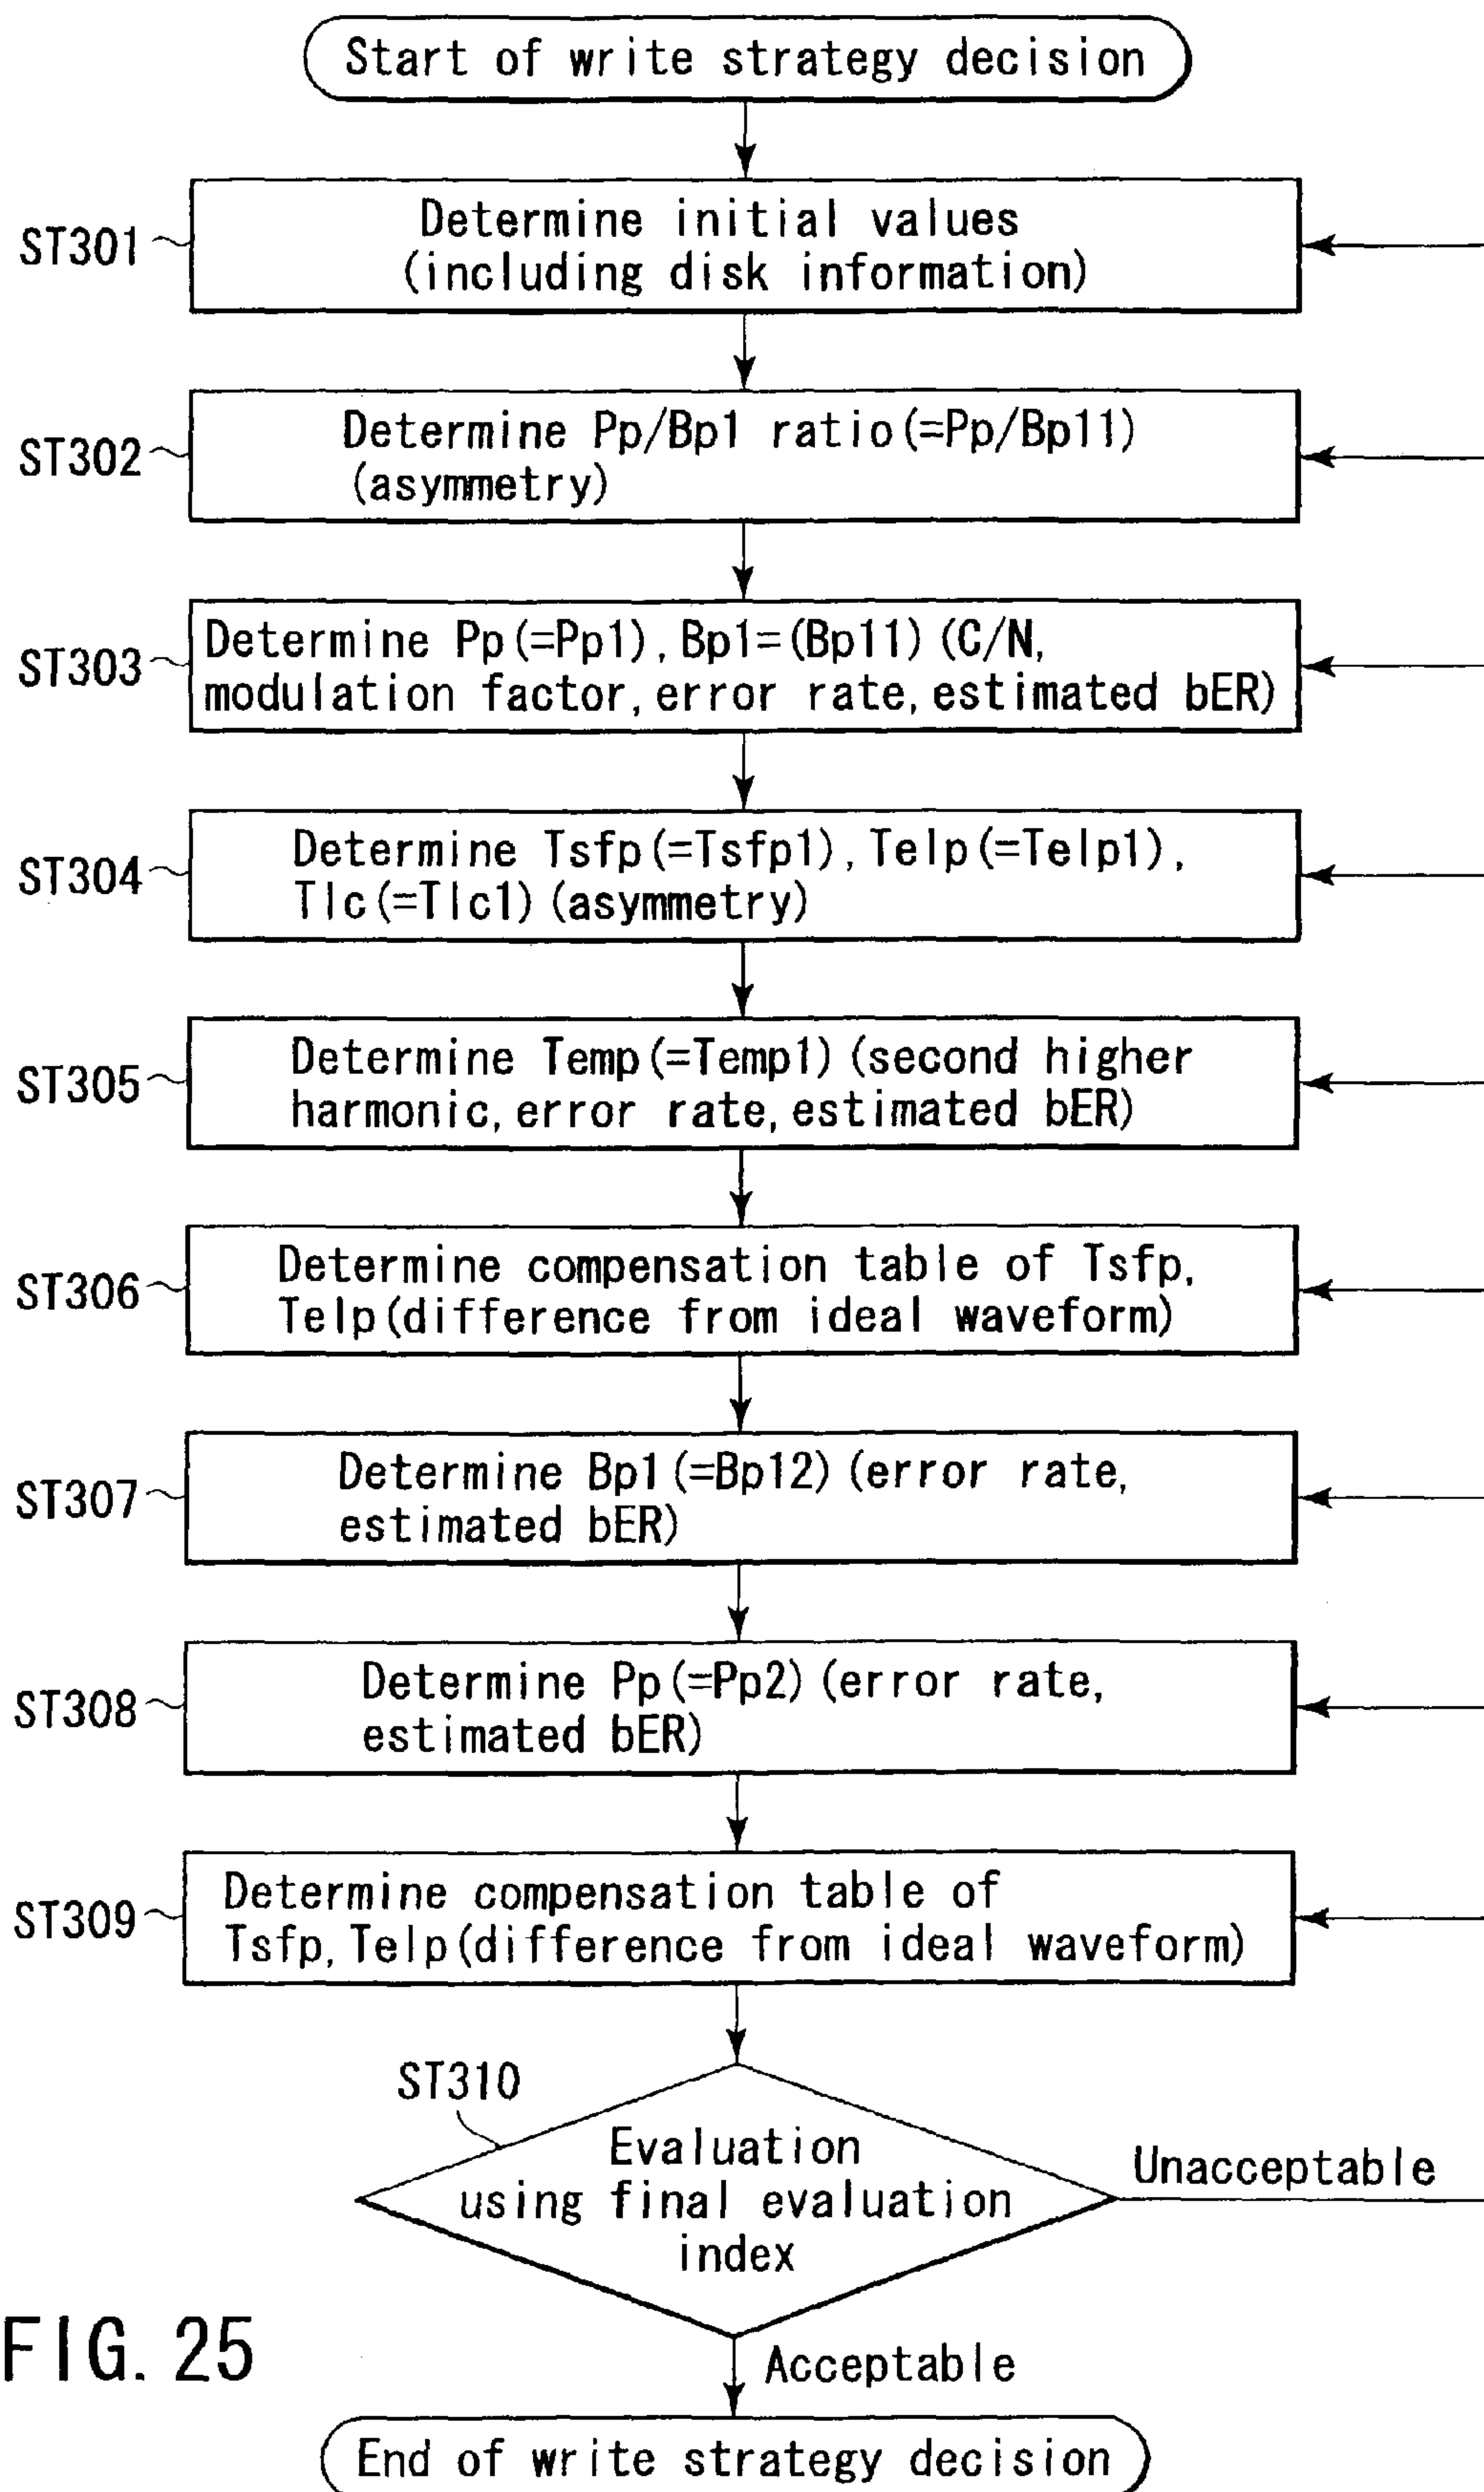 Start of write strategy decision
ST301
Determine initial values
(including disk information)
ST302
Determine Pp/Bp1 ratio(=Pp/Bp11)
(asymmetry)
ST303
Determine Pp(=Pp1), Bp1=(Bp11) (C/N,
modulation factor, error rate, estimated bER)
ST304
Determine Tsfp(=Tsfp1), Telp(=Telp1),
Tlc(=Tlc1) (asymmetry)
ST305
Determine Temp(=Temp1) (second higher
harmonic, error rate, estimated bER)
ST306
Determine compensation table of Tsfp,
Telp(difference from ideal waveform)
ST307
Determine Bp1(=Bp12) (error rate,
estimated bER)
ST308
Determine Pp(=Pp2) (error rate,
estimated bER)
ST309
Determine compensation table of
Tsfp, Telp(difference from ideal waveform)
ST310
Evaluation
using final evaluation
index
Unacceptable
Acceptable
End of write strategy decision
FIG. 25